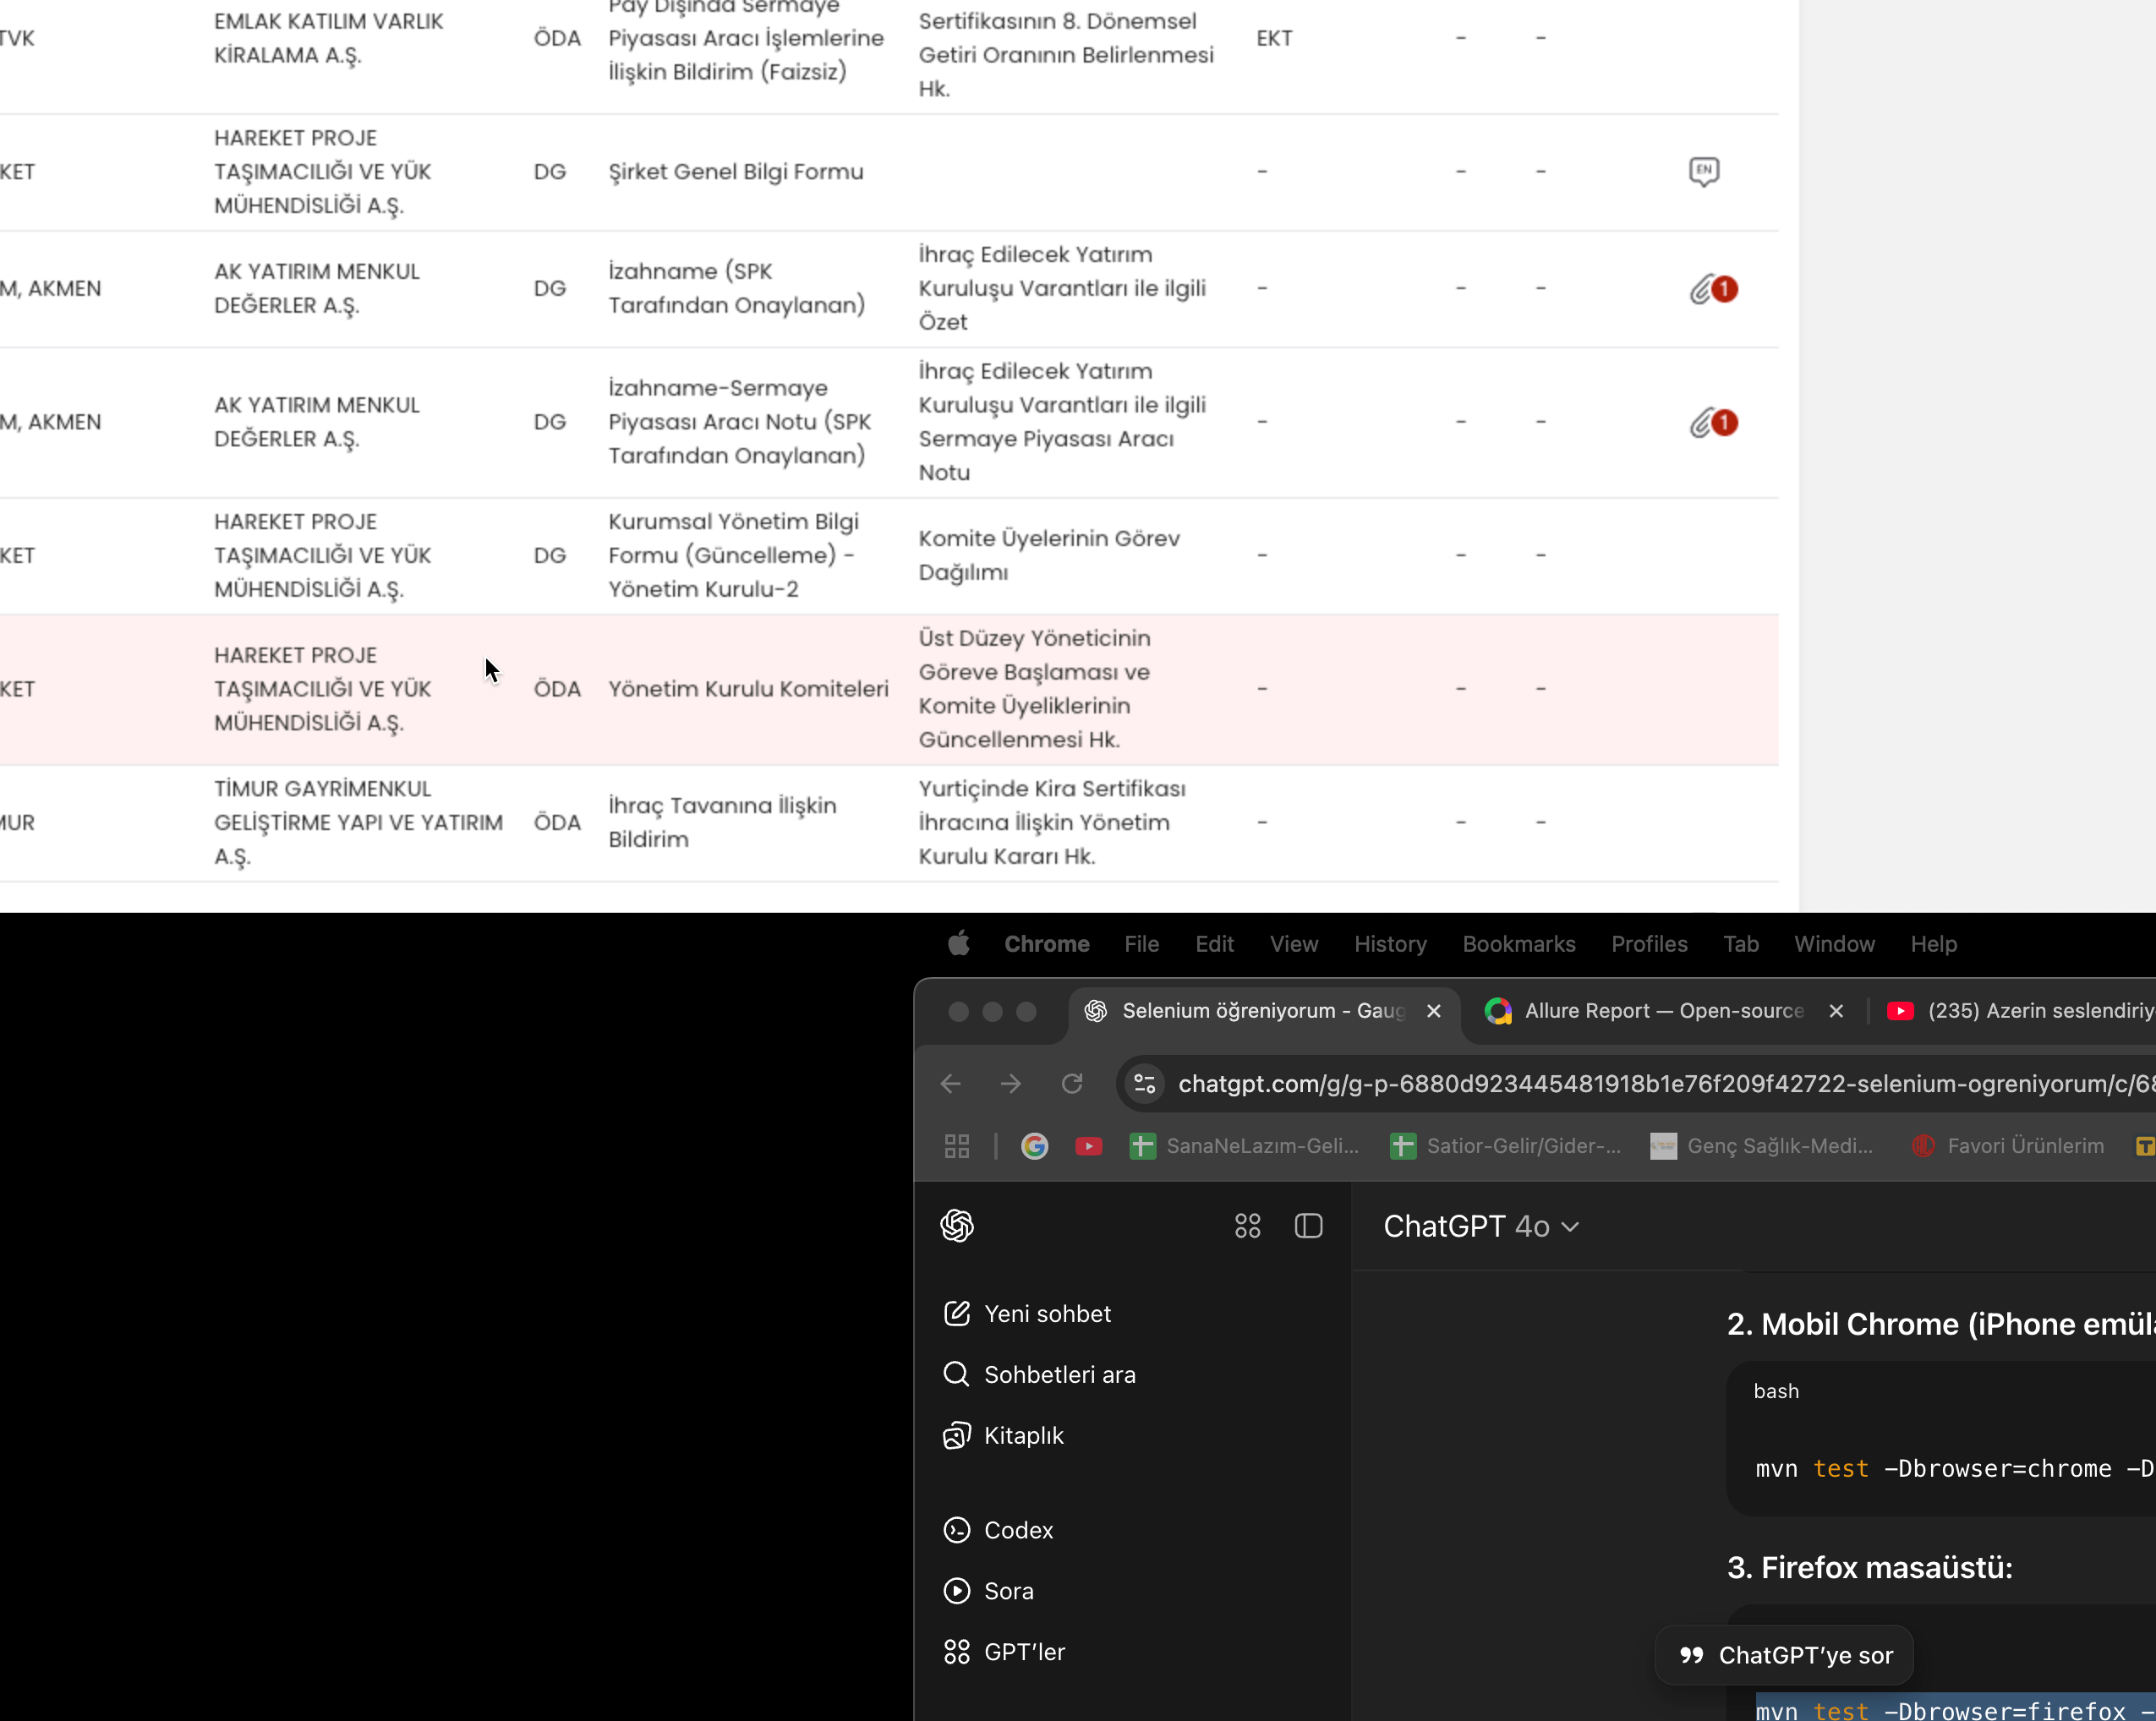 Pay Dışında Sermaye
TVK
EMLAK KATILIM VARLIK
KİRALAMA A.Ş.
ÖDA
Piyasası Aracı İşlemlerine
İlişkin Bildirim (Faizsiz)
Sertifikasının 8. Dönemsel
Getiri Oranının Belirlenmesi
Hk.
EKT
-
-
KET
HAREKET PROJE
TAŞIMACILIĞI VE YÜK
MÜHENDİSLİĞİ A.Ş.
DG
Şirket Genel Bilgi Formu
-
-
-
EN
M, AKMEN
AK YATIRIM MENKUL
DEĞERLER A.Ş.
DG
İzahname (SPK
Tarafından Onaylanan)
İhraç Edilecek Yatırım
Kuruluşu Varantları ile ilgili
Özet
-
-
-
1
M, AKMEN
AK YATIRIM MENKUL
DEĞERLER A.Ş.
DG
İzahname-Sermaye
Piyasası Aracı Notu (SPK
Tarafından Onaylanan)
İhraç Edilecek Yatırım
Kuruluşu Varantları ile ilgili
Sermaye Piyasası Aracı
Notu
-
-
-
1
KET
HAREKET PROJE
TAŞIMACILIĞI VE YÜK
MÜHENDİSLİĞİ A.Ş.
DG
Kurumsal Yönetim Bilgi
Formu (Güncelleme) -
Yönetim Kurulu-2
Komite Üyelerinin Görev
Dağılımı
-
-
-
KET
HAREKET PROJE
TAŞIMACILIĞI VE YÜK
MÜHENDİSLİĞİ A.Ş.
ÖDA
Yönetim Kurulu Komiteleri
Üst Düzey Yöneticinin
Göreve Başlaması ve
Komite Üyeliklerinin
Güncellenmesi Hk.
-
-
-
MUR
TİMUR GAYRİMENKUL
GELİŞTİRME YAPI VE YATIRIM
A.Ş.
ÖDA
İhraç Tavanına İlişkin
Bildirim
Yurtiçinde Kira Sertifikası
İhracına İlişkin Yönetim
Kurulu Kararı Hk.
-
-
-
Chrome File Edit View History Bookmarks Profiles Tab Window Help
Selenium öğreniyorum - Gaug
Allure Report — Open-source
(235) Azerin seslendiriy
chatgpt.com/g/g-p-6880d923445481918b1e76f209f42722-selenium-ogreniyorum/c/68
SanaNeLazım-Geli...
Satior-Gelir/Gider-...
Genç Sağlık-Medi...
Favori Ürünlerim
ChatGPT 4o
Yeni sohbet
Sohbetleri ara
Kitaplık
Codex
Sora
GPT'ler
2. Mobil Chrome (iPhone emüla
bash
mvn test -Dbrowser=chrome -D
3. Firefox masaüstü:
ChatGPT'ye sor
mvn test -Dbrowser=firefox -